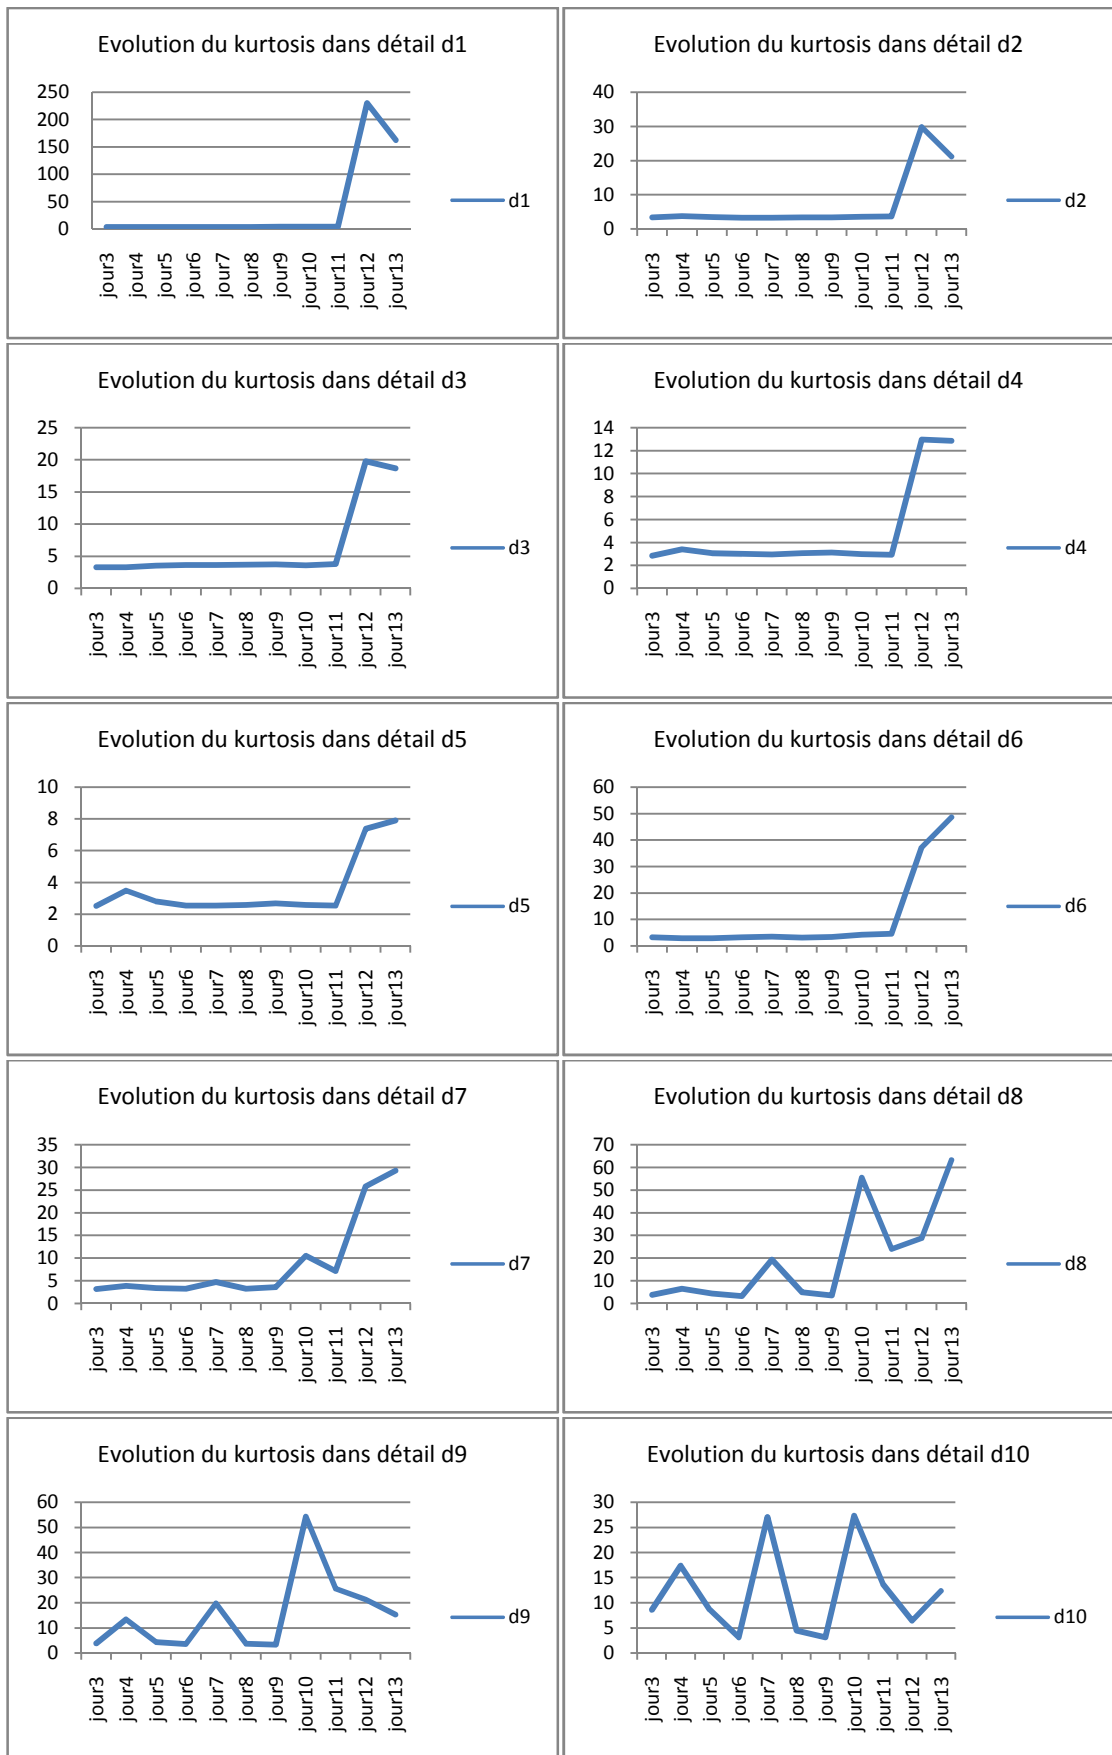 Evolution du kurtosis dans détail d1
250
200
150
100
50
0
jour3
jour4
jour5
jour6
jour7
jour8
jour9
jour10
jour11
jour12
jour13
d1
Evolution du kurtosis dans détail d2
40
30
20
10
0
jour3
jour4
jour5
jour6
jour7
jour8
jour9
jour10
jour11
jour12
jour13
d2
Evolution du kurtosis dans détail d3
25
20
15
10
5
0
jour3
jour4
jour5
jour6
jour7
jour8
jour9
jour10
jour11
jour12
jour13
d3
Evolution du kurtosis dans détail d4
14
12
10
8
6
4
2
0
jour3
jour4
jour5
jour6
jour7
jour8
jour9
jour10
jour11
jour12
jour13
d4
Evolution du kurtosis dans détail d5
10
8
6
4
2
0
jour3
jour4
jour5
jour6
jour7
jour8
jour9
jour10
jour11
jour12
jour13
d5
Evolution du kurtosis dans détail d6
60
50
40
30
20
10
0
jour3
jour4
jour5
jour6
jour7
jour8
jour9
jour10
jour11
jour12
jour13
d6
Evolution du kurtosis dans détail d7
35
30
25
20
15
10
5
0
jour3
jour4
jour5
jour6
jour7
jour8
jour9
jour10
jour11
jour12
jour13
d7
Evolution du kurtosis dans détail d8
70
60
50
40
30
20
10
0
jour3
jour4
jour5
jour6
jour7
jour8
jour9
jour10
jour11
jour12
jour13
d8
Evolution du kurtosis dans détail d9
60
50
40
30
20
10
0
jour3
jour4
jour5
jour6
jour7
jour8
jour9
jour10
jour11
jour12
jour13
d9
Evolution du kurtosis dans détail d10
30
25
20
15
10
5
0
jour3
jour4
jour5
jour6
jour7
jour8
jour9
jour10
jour11
jour12
jour13
d10